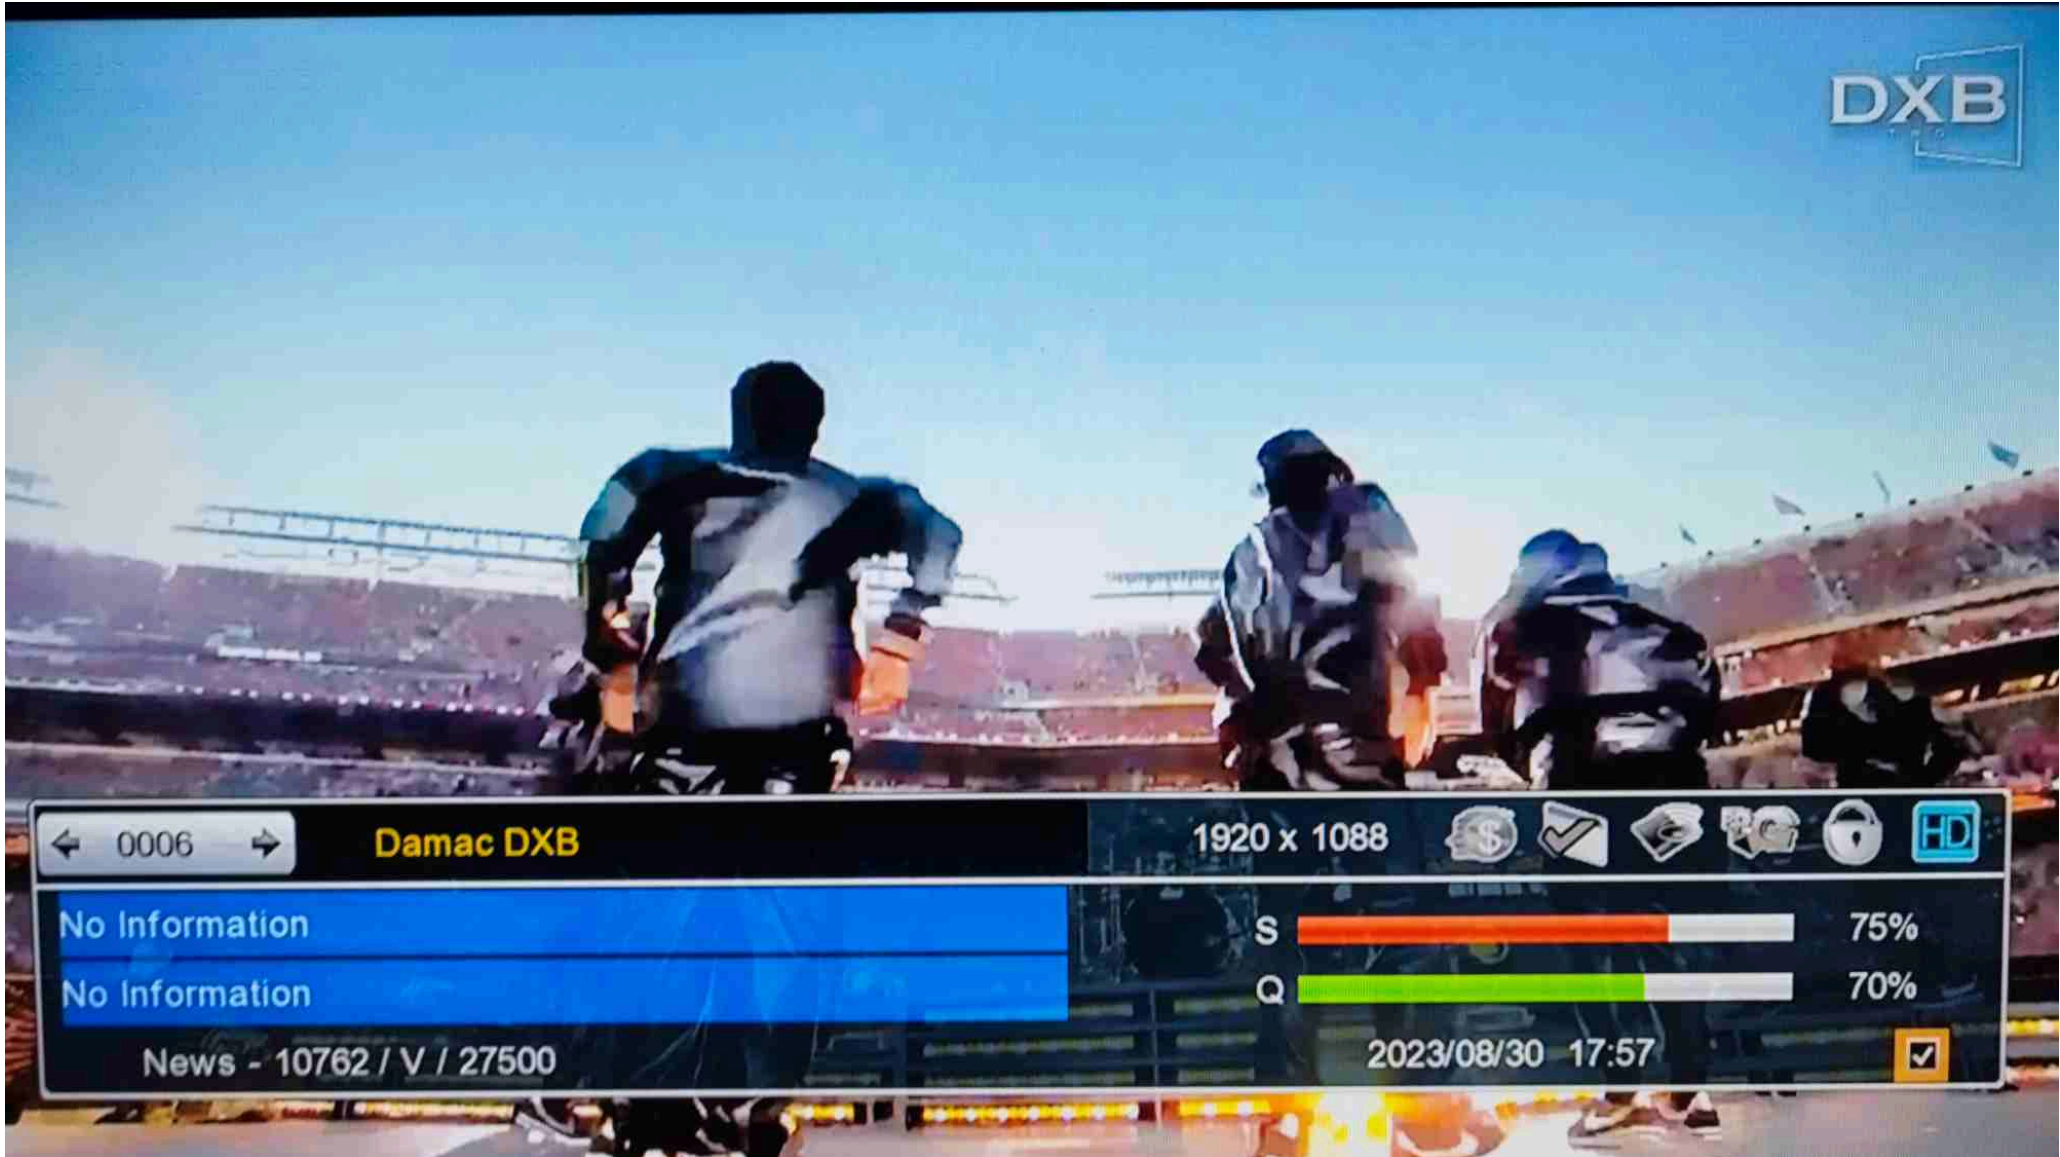 DXB
0006
Damac DXB
1920 x 1088
HD
No Information
S
75%
No Information
Q
70%
News - 10762 / V / 27500
2023/08/30 17:57